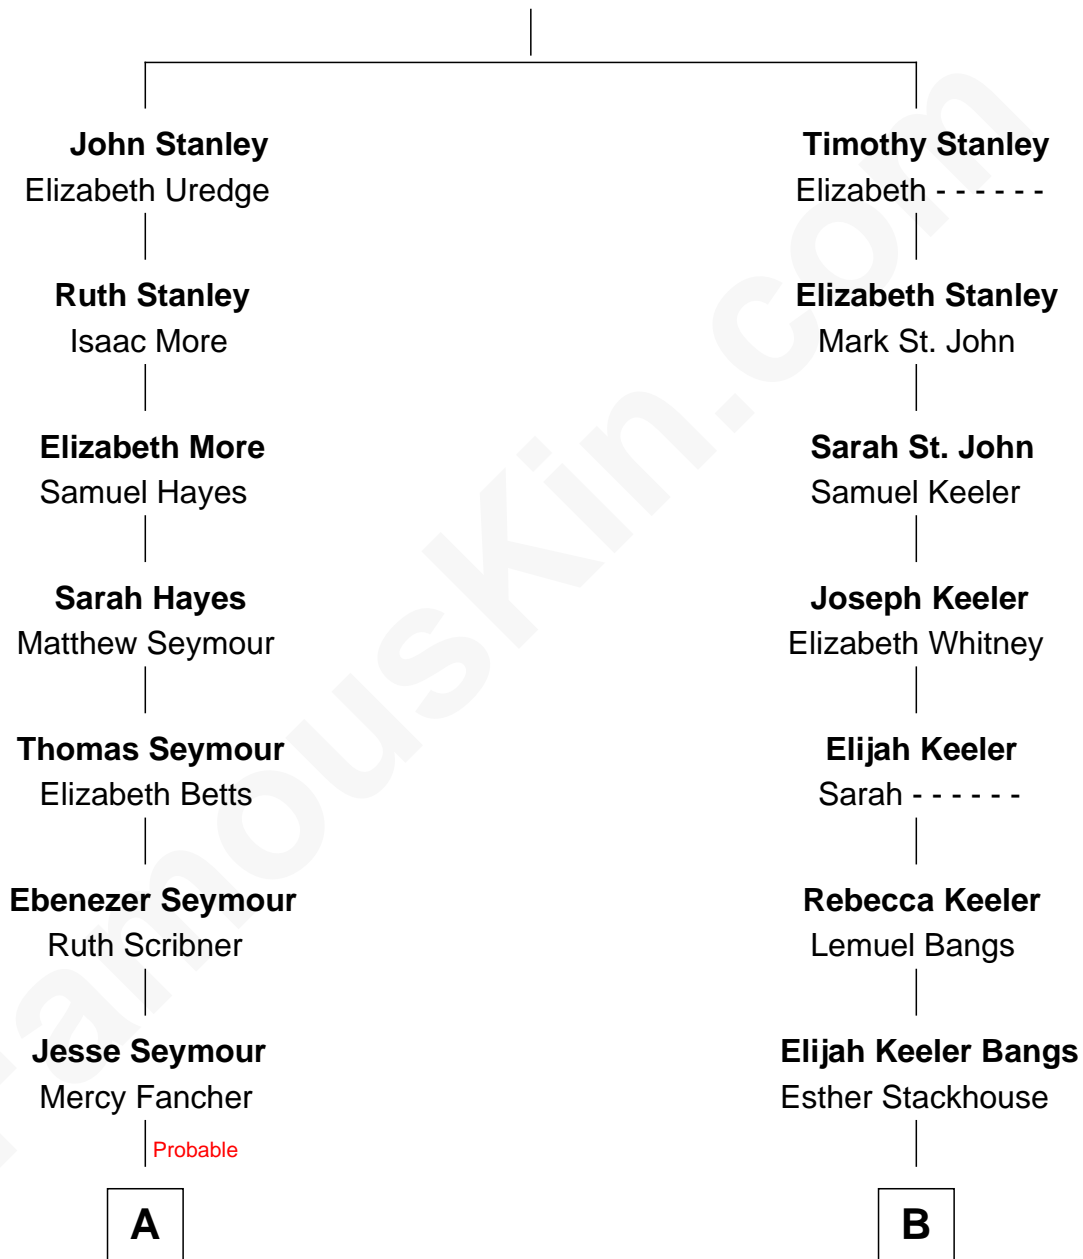 John Stanley
Elizabeth Uredge
Timothy Stanley
Elizabeth - - - - - -
Ruth Stanley
Isaac More
Elizabeth Stanley
Mark St. John
Elizabeth More
Samuel Hayes
Sarah St. John
Samuel Keeler
Sarah Hayes
Matthew Seymour
Joseph Keeler
Elizabeth Whitney
Thomas Seymour
Elizabeth Betts
Elijah Keeler
Sarah - - - - - -
Ebenezer Seymour
Ruth Scribner
Rebecca Keeler
Lemuel Bangs
Jesse Seymour
Mercy Fancher
Elijah Keeler Bangs
Esther Stackhouse
Probable
A
B
FamousKin.com